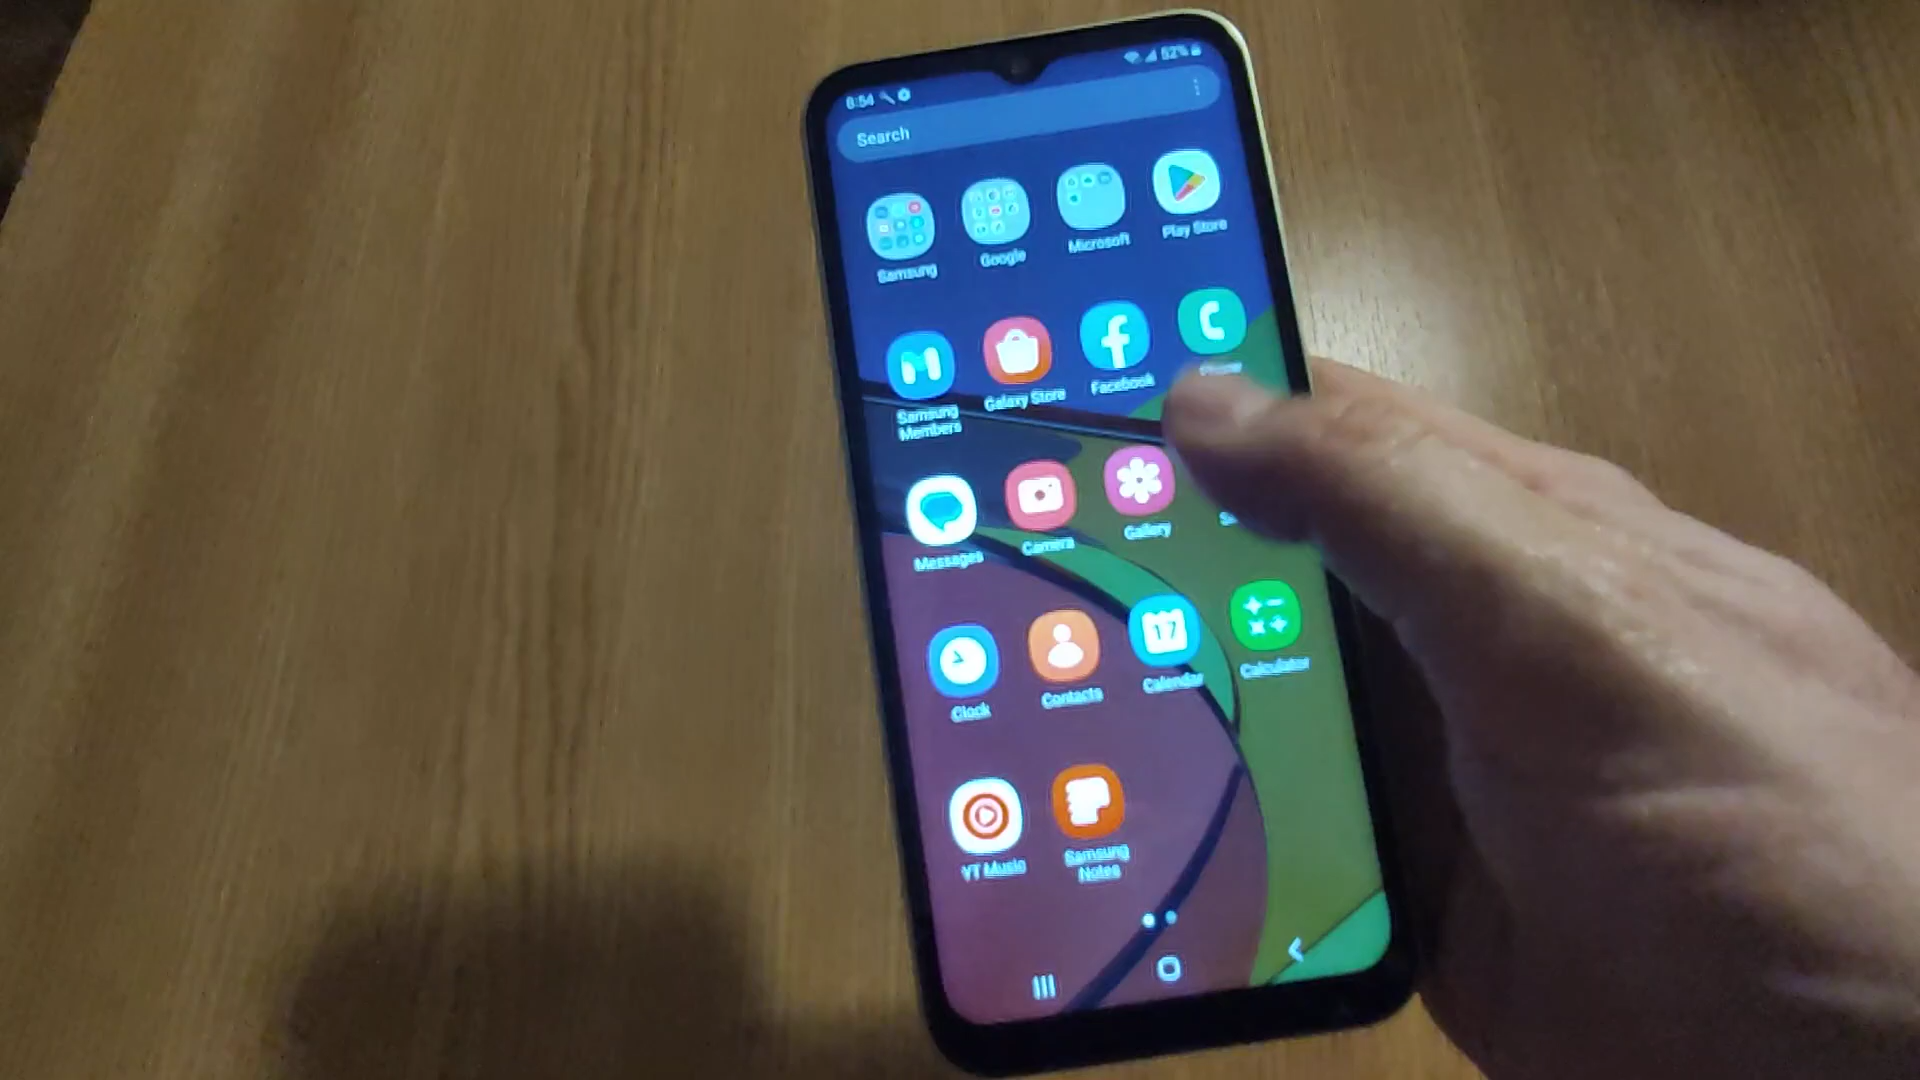 8:54
52%
Search
Samsung
Google
Microsoft
Play Store
Samsung
Members
Galaxy Store
Facebook
Phone
Messages
Camera
Gallery
17
Clock
Contacts
Calendar
Calculator
YT Music
Samsung
Notes